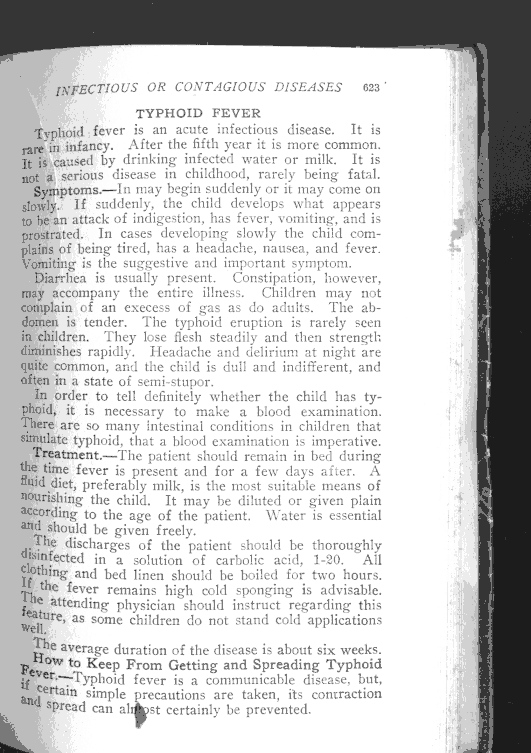 INFECTIOUS OR CONTAGIOUS DISEASES 623
TYPHOID FEVER
Typhoid fever is an acute infectious disease. It is
rare in infancy. After the fifth year it is more common.
It is caused by drinking infected water or milk. It is
not a serious disease in childhood, rarely being fatal.
Symptoms.—In may begin suddenly or it may come on
slowly. If suddenly, the child develops what appears
to be an attack of indigestion, has fever, vomiting, and is
prostrated. In cases developing slowly the child com-
plains of being tired, has a headache, nausea, and fever.
Vomiting is the suggestive and important symptom.
Diarrhea is usually present. Constipation, however,
may accompany the entire illness. Children may not
complain of an execess of gas as do adults. The ab-
domen is tender. The typhoid eruption is rarely seen
in children. They lose flesh steadily and then strength
diminishes rapidly. Headache and delirium at night are
quite common, and the child is dull and indifferent, and
often in a state of semi-stupor.
In order to tell definitely whether the child has ty-
phoid, it is necessary to make a blood examination.
There are so many intestinal conditions in children that
simulate typhoid, that a blood examination is imperative.
Treatment.—The patient should remain in bed during
the time fever is present and for a few days after. A
fluid diet, preferably milk, is the most suitable means of
nourishing the child. It may be diluted or given plain
according to the age of the patient. Water is essential
and should be given freely.
The discharges of the patient should be thoroughly
disinfected in a solution of carbolic acid, 1-20. All
clothing and bed linen should be boiled for two hours.
If the fever remains high cold sponging is advisable.
The attending physician should instruct regarding this
feature, as some children do not stand cold applications
well.
The average duration of the disease is about six weeks.
How to Keep From Getting and Spreading Typhoid
Fever.—Typhoid fever is a communicable disease, but,
if certain simple precautions are taken, its contraction
and spread can almost certainly be prevented.